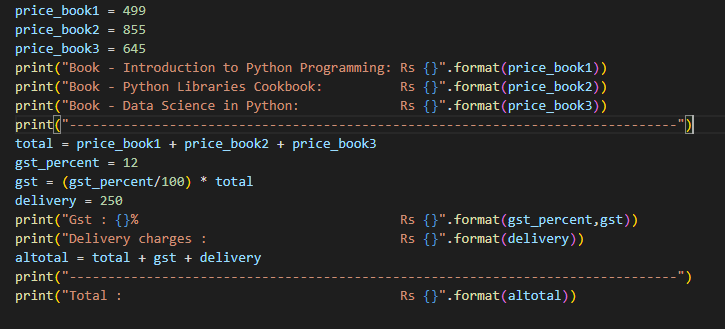 price_book1 = 499
price_book2 = 855
price_book3 = 645
print("Book - Introduction to Python Programming: Rs {}".format(price_book1))
print("Book - Python Libraries Cookbook:          Rs {}".format(price_book2))
print("Book - Data Science in Python:             Rs {}".format(price_book3))
print("------------------------------------------------------------------------------")
total = price_book1 + price_book2 + price_book3
gst_percent = 12
gst = (gst_percent/100) * total
delivery = 250
print("Gst : {}%                                  Rs {}".format(gst_percent,gst))
print("Delivery charges :                         Rs {}".format(delivery))
altotal = total + gst + delivery
print("------------------------------------------------------------------------------")
print("Total :                                    Rs {}".format(altotal))